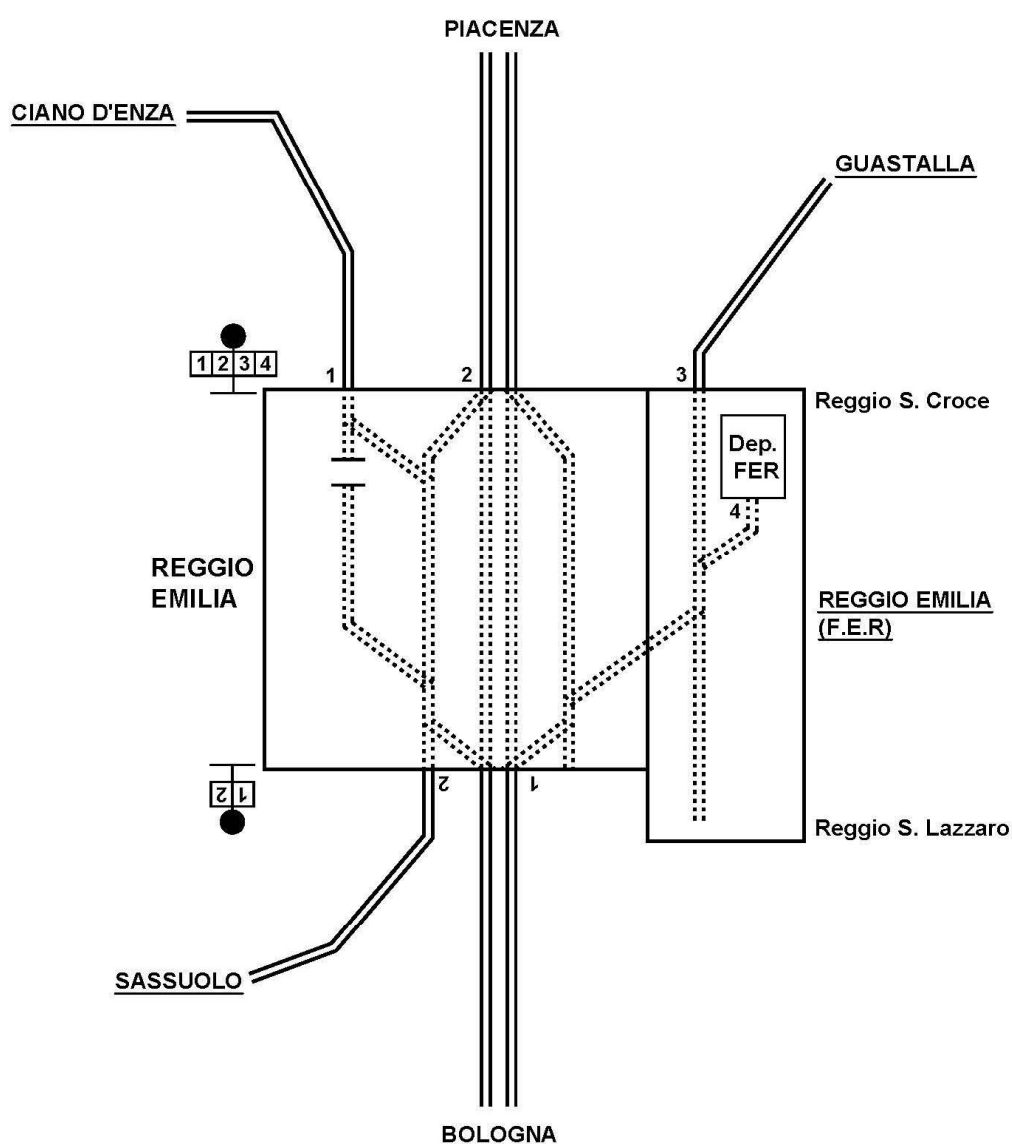 PIACENZA
CIANO D'ENZA
GUASTALLA
1 2 3 4
1
2
3
Reggio S. Croce
Dep.
FER
4
REGGIO
EMILIA
REGGIO EMILIA
(F.E.R)
2 1
2
1
Reggio S. Lazzaro
SASSUOLO
BOLOGNA